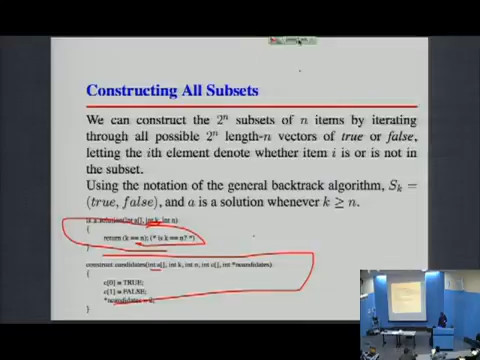 Constructing All Subsets
We can construct the 2ⁿ subsets of n items by iterating
through all possible 2ⁿ length-n vectors of true or false,
letting the ith element denote whether item i is or is not in
the subset.
Using the notation of the general backtrack algorithm, Sₖ =
(true, false), and a is a solution whenever k ≥ n.
is a solution(int a[], int k, int n)
{
return (k == n); (* is k == n? *)
}
construct candidates(int a[], int k, int n, int c[], int *ncandidates)
{
c[0] = TRUE;
c[1] = FALSE;
*ncandidates = 2;
}